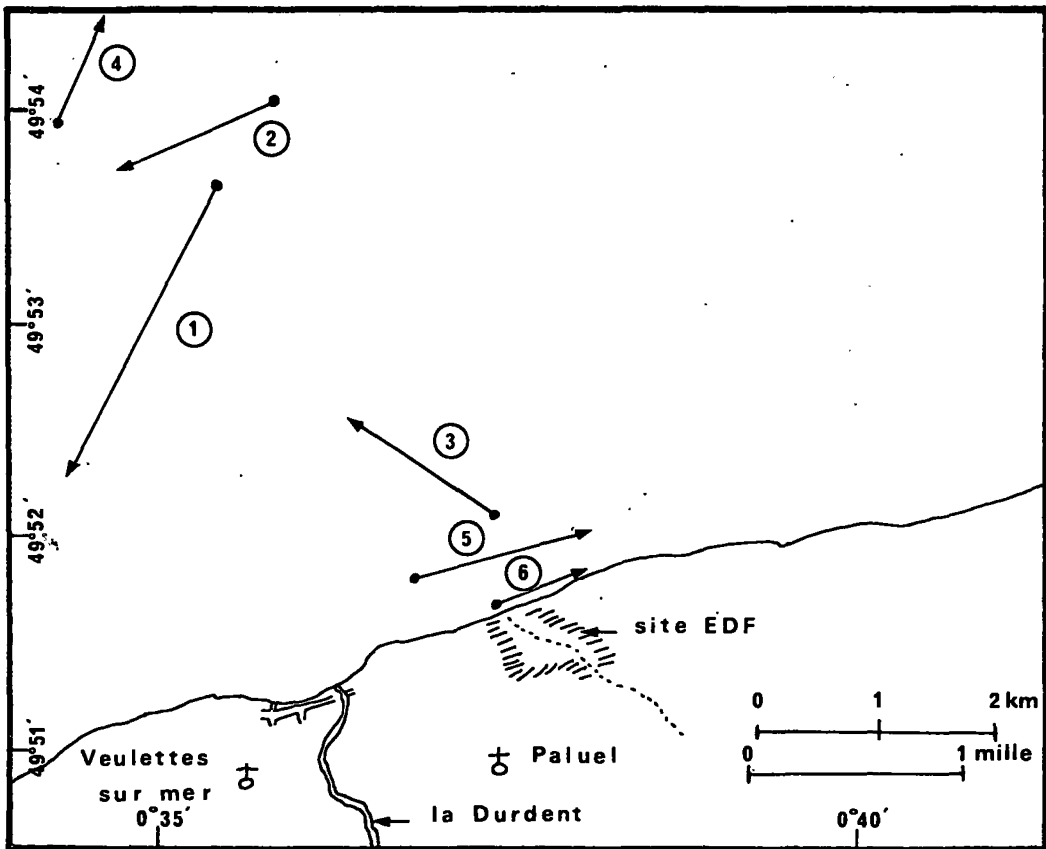 4
49°54′
2
1
49°53′
3
49°52′
5
6
site EDF
0 1 2 km
0 1 mille
49°51′
Veulettes
sur mer
Paluel
0°35′
la Durdent
0°40′